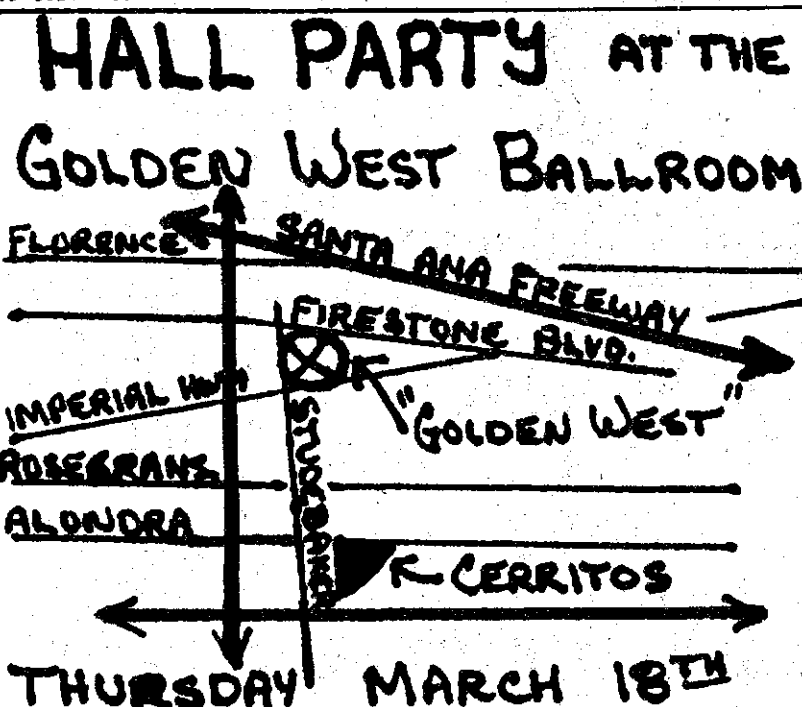 HALL PARTY AT THE
GOLDEN WEST BALLROOM
FLORENCE
SANTA ANA FREEWAY
FIRESTONE BLVD.
IMPERIAL HWY
"GOLDEN WEST"
STUDEBAKER
ROSECRANS
ALONDRA
CERRITOS
THURSDAY MARCH 18TH